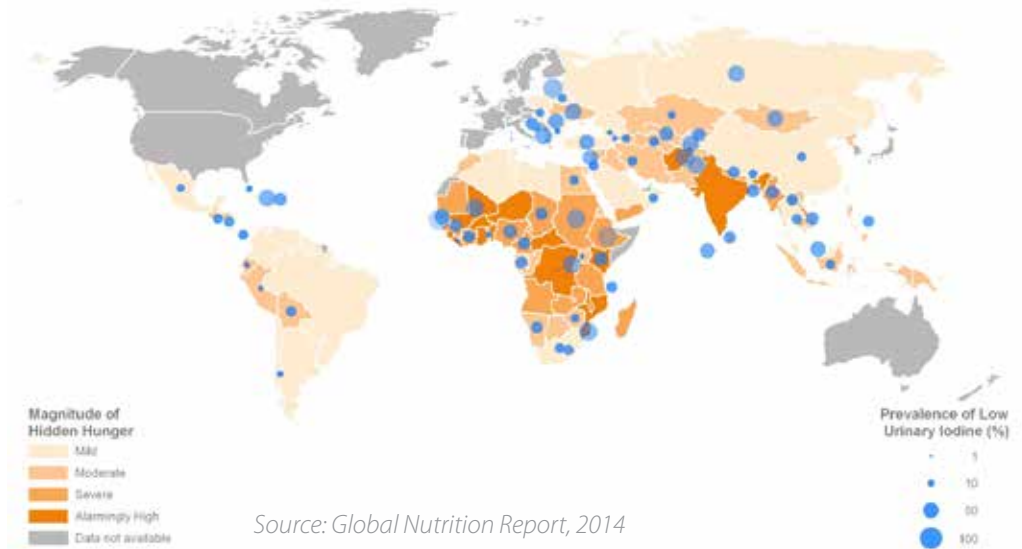 Magnitude of
Hidden Hunger
Mild
Moderate
Severe
Alarmingly High
Data not available
Source: Global Nutrition Report, 2014
Prevalence of Low
Urinary Iodine (%)
1
10
50
100